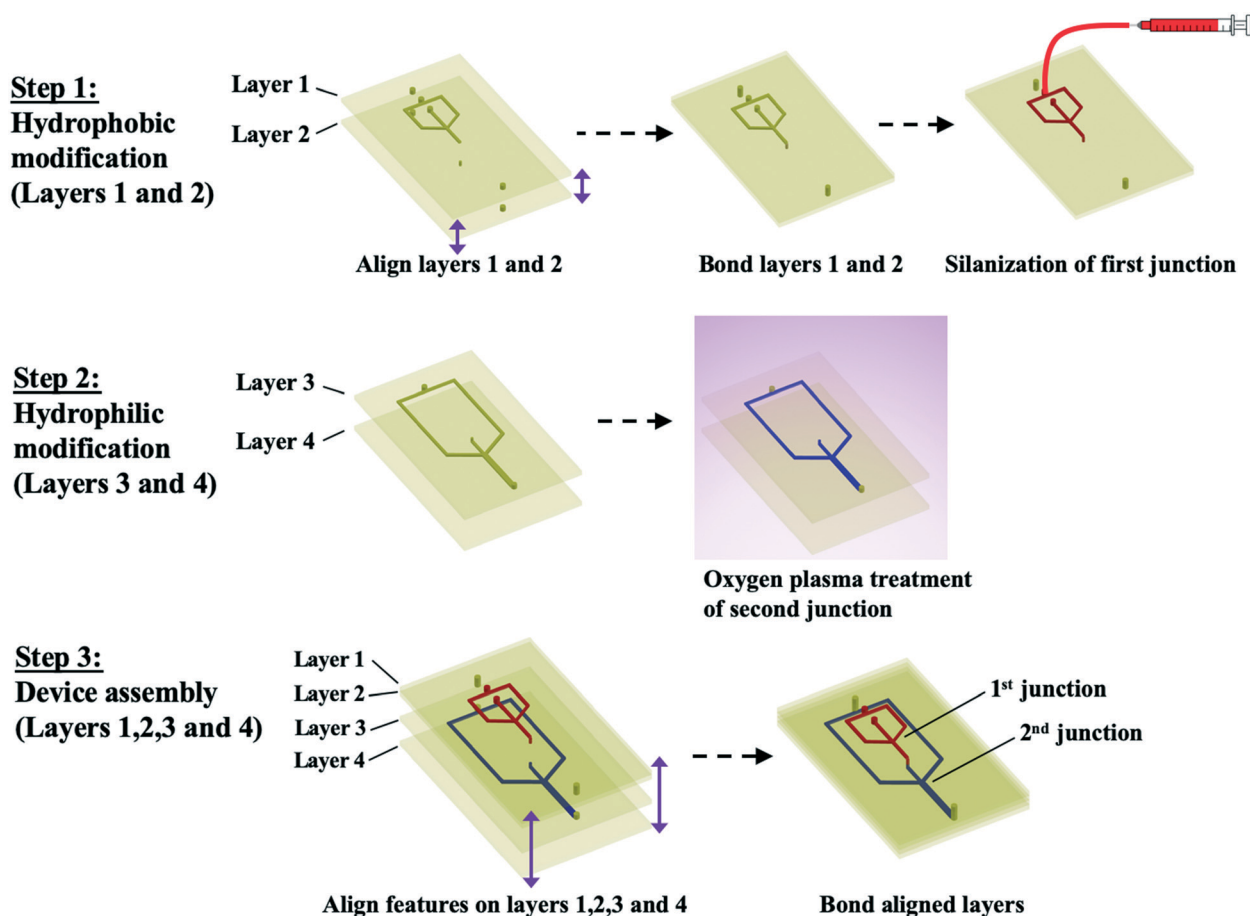 Step 1:
Hydrophobic
modification
(Layers 1 and 2)
Layer 1
Layer 2
Align layers 1 and 2
Bond layers 1 and 2
Silanization of first junction
Step 2:
Hydrophilic
modification
(Layers 3 and 4)
Layer 3
Layer 4
Oxygen plasma treatment
of second junction
Step 3:
Device assembly
(Layers 1,2,3 and 4)
Layer 1
Layer 2
Layer 3
Layer 4
1st junction
2nd junction
Align features on layers 1,2,3 and 4
Bond aligned layers